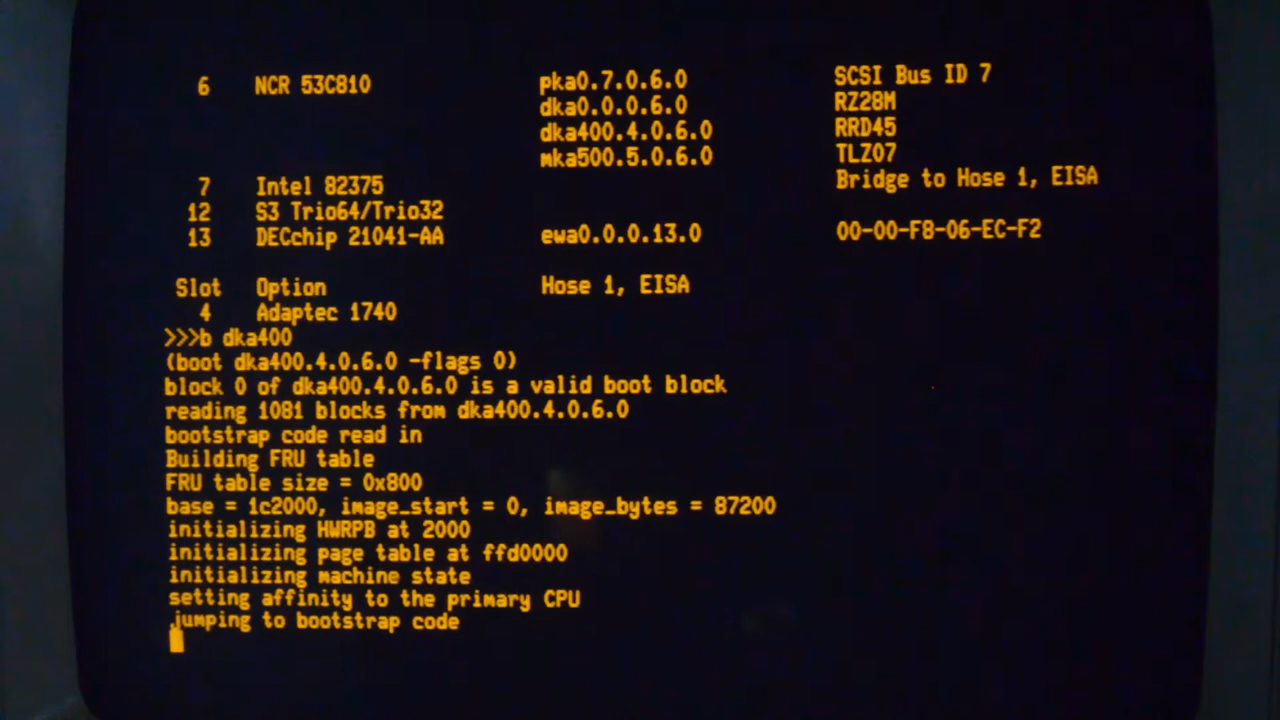 6 NCR 53C810 pka0.7.0.6.0 SCSI Bus ID 7
dka0.0.0.6.0 RZ28M
dka400.4.0.6.0 RRD45
mka500.5.0.6.0 TLZ07
7 Intel 82375 Bridge to Hose 1, EISA
12 S3 Trio64/Trio32
13 DECchip 21041-AA ewa0.0.0.13.0 00-00-F8-06-EC-F2
Slot Option Hose 1, EISA
4 Adaptec 1740
>>>b dka400
(boot dka400.4.0.6.0 -flags 0)
block 0 of dka400.4.0.6.0 is a valid boot block
reading 1081 blocks from dka400.4.0.6.0
bootstrap code read in
Building FRU table
FRU table size = 0x800
base = 1c2000, image_start = 0, image_bytes = 87200
initializing HWRPB at 2000
initializing page table at ffd0000
initializing machine state
setting affinity to the primary CPU
jumping to bootstrap code